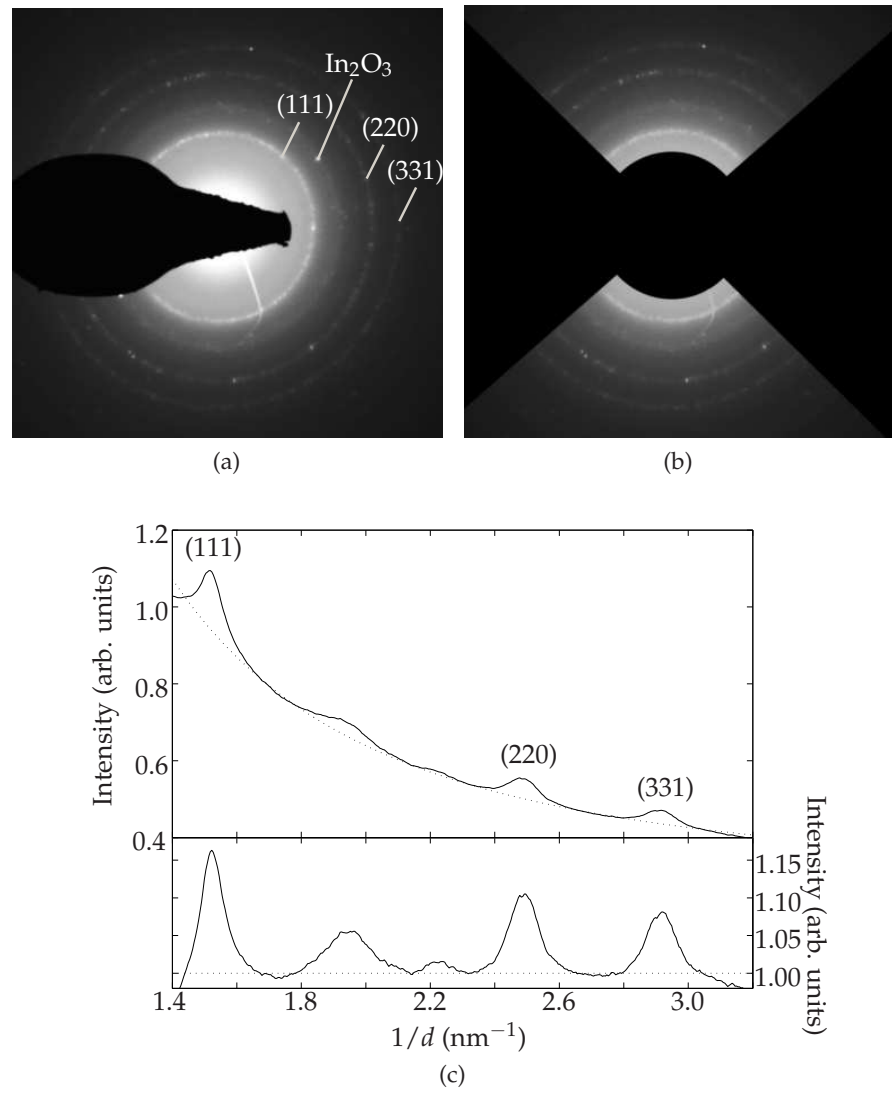 In₂O₃
(111)
(220)
(331)
(a)
(b)
1.2
(111)
1.0
0.8
0.6
(220)
(331)
0.4
Intensity (arb. units)
1.15
1.10
1.05
1.00
Intensity (arb. units)
1.4 1.8 2.2 2.6 3.0
1/d (nm⁻¹)
(c)